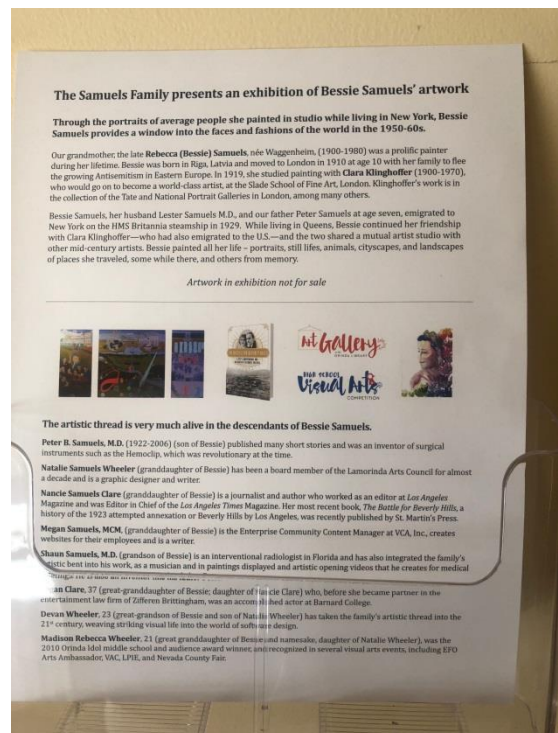 The Samuels Family presents an exhibition of Bessie Samuels' artwork
Through the portraits of average people she painted in studio while living in New York, Bessie
Samuels provides a window into the faces and fashions of the world in the 1950-60s.
Our grandmother, the late Rebecca (Bessie) Samuels, née Waggenheim, (1900-1980) was a prolific painter
during her lifetime. Bessie was born in Riga, Latvia and moved to London in 1910 at age 10 with her family to flee
the growing Antisemitism in Eastern Europe. In 1919, she studied painting with Clara Klinghoffer (1900-1970),
who would go on to become a world-class artist, at the Slade School of Fine Art, London. Klinghoffer's work is in
the collection of the Tate and National Portrait Galleries in London, among many others.
Bessie Samuels, her husband Lester Samuels M.D., and our father Peter Samuels at age seven, emigrated to
New York on the HMS Britannia steamship in 1929. While living in Queens, Bessie continued her friendship
with Clara Klinghoffer—who had also emigrated to the U.S.—and the two shared a mutual artist studio with
other mid-century artists. Bessie painted all her life – portraits, still lifes, animals, cityscapes, and landscapes
of places she traveled, some while there, and others from memory.
Artwork in exhibition not for sale
Art Gallery
HIGH SCHOOL
Visual Arts
COMPETITION
The artistic thread is very much alive in the descendants of Bessie Samuels.
Peter B. Samuels, M.D. (1922-2006) (son of Bessie) published many short stories and was an inventor of surgical
instruments such as the Hemoclip, which was revolutionary at the time.
Natalie Samuels Wheeler (granddaughter of Bessie) has been a board member of the Lamorinda Arts Council for almost
a decade and is a graphic designer and writer.
Nancie Samuels Clare (granddaughter of Bessie) is a journalist and author who worked as an editor at Los Angeles
Magazine and was Editor in Chief of the Los Angeles Times Magazine. Her most recent book, The Battle for Beverly Hills, a
history of the 1923 attempted annexation or Beverly Hills by Los Angeles, was recently published by St. Martin's Press.
Megan Samuels, MCM, (granddaughter of Bessie) is the Enterprise Community Content Manager at VCA, Inc., creates
websites for their employees and is a writer.
Shaun Samuels, M.D. (grandson of Bessie) is an interventional radiologist in Florida and has also integrated the family's
artistic bent into his work, as a musician and in paintings displayed and artistic opening videos that he creates for medical
Clare, 37 (great-granddaughter of Bessie; daughter of Nancie Clare) who, before she became partner in the
entertainment law firm of Ziffren Brittingham, was an accomplished actor at Barnard College.
Devan Wheeler, 23 (great-grandson of Bessie and son of Natalie Wheeler) has taken the family's artistic thread into the
21st century, weaving striking visual life into the world of software design.
Madison Rebecca Wheeler, 21 (great granddaughter of Bessie and namesake, daughter of Natalie Wheeler), was the
2010 Orinda Idol middle school and audience award winner, and recognized in several visual arts events, including EFO
Arts Ambassador, VAC, LPIE, and Nevada County Fair.